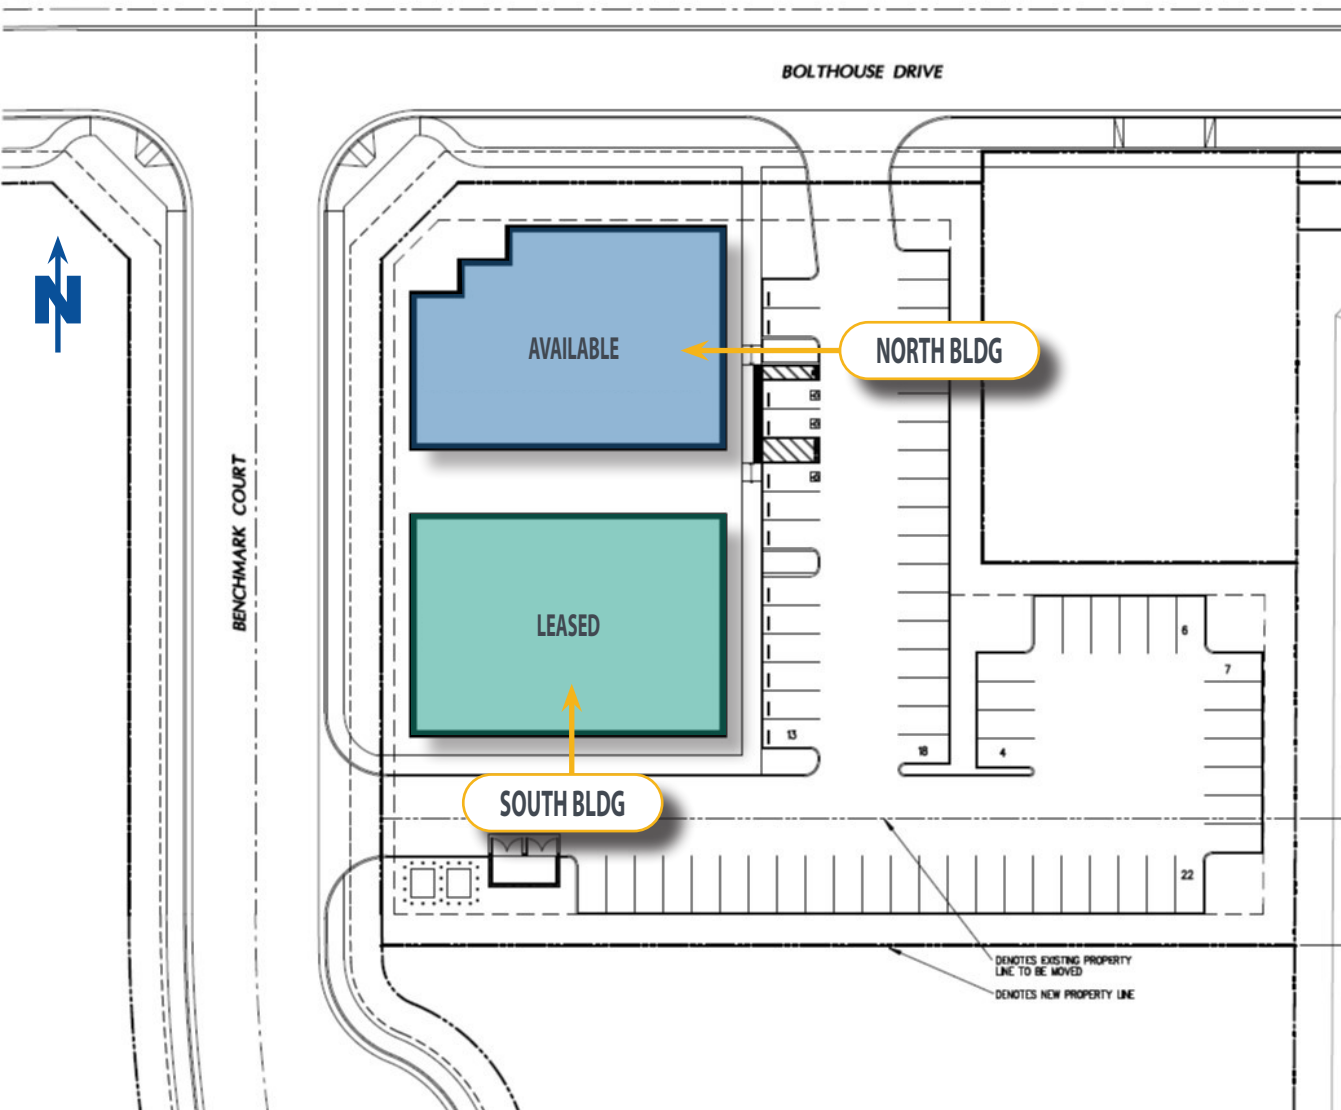 BOLTHOUSE DRIVE
N
AVAILABLE
NORTH BLDG
BENCHMARK COURT
LEASED
6
7
13
18
4
SOUTH BLDG
22
DENOTES EXISTING PROPERTY
LINE TO BE MOVED
DENOTES NEW PROPERTY LINE